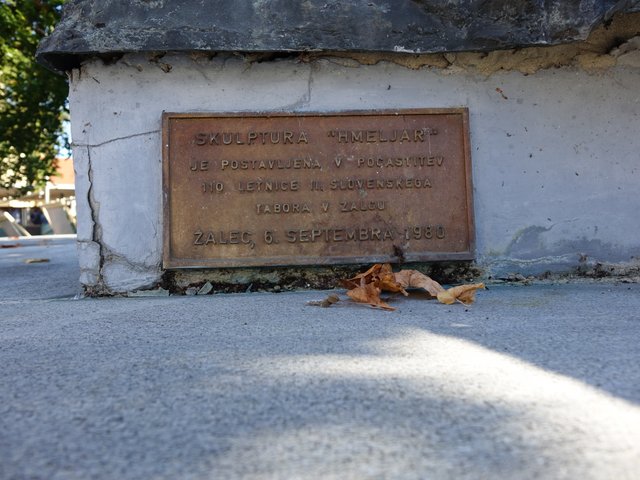 SKULPTURA "HMELJAR"
JE POSTAVLJENA V POČASTITEV
110. LETNICE II. SLOVENSKEGA
TABORA V ŽALCU
ŽALEC, 6. SEPTEMBRA 1980